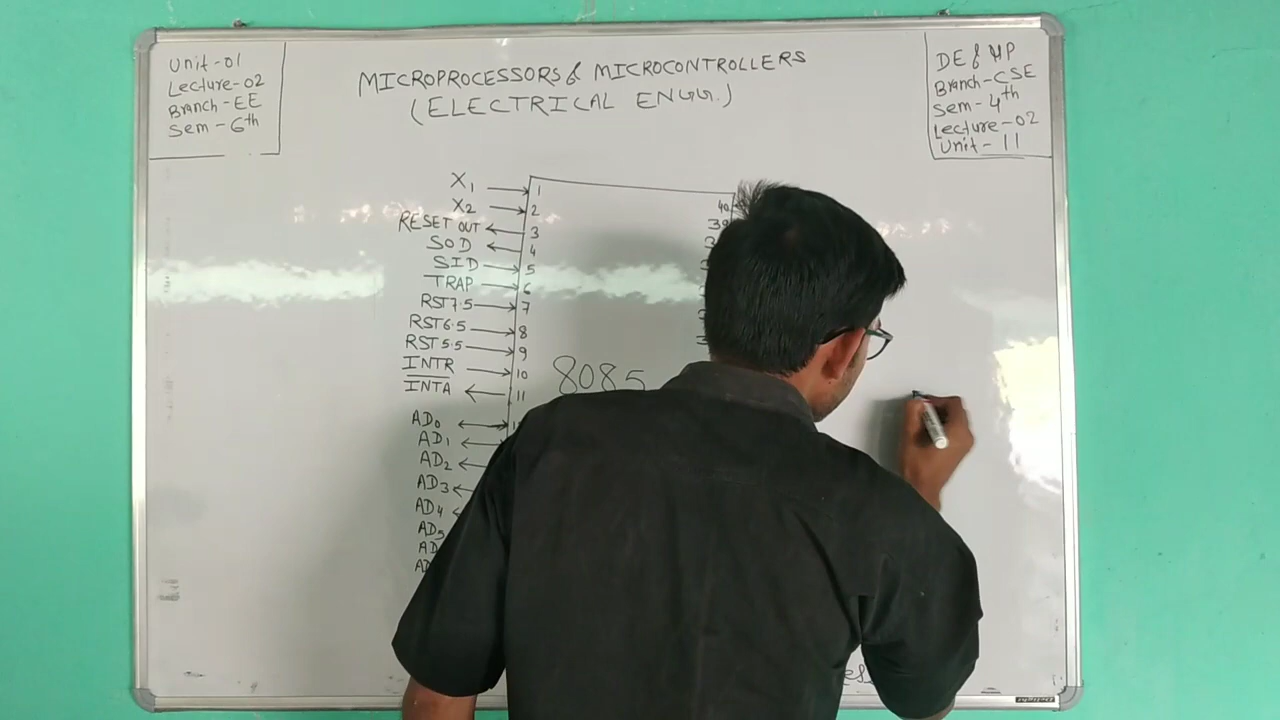 Unit-01
Lecture-02
Branch-EE
Sem-6th
MICROPROCESSORS & MICROCONTROLLERS
(ELECTRICAL ENGG.)
DE & MP
Branch-CSE
Sem-4th
Lecture-02
Unit-11
X1 1
X2 2
RESET OUT 3
SOD 4
SID 5
TRAP 6
RST7.5 7
RST6.5 8
RST5.5 9
INTR 10
INTA 11
AD0
AD1
AD2
AD3
AD4
AD5
8085
40
39